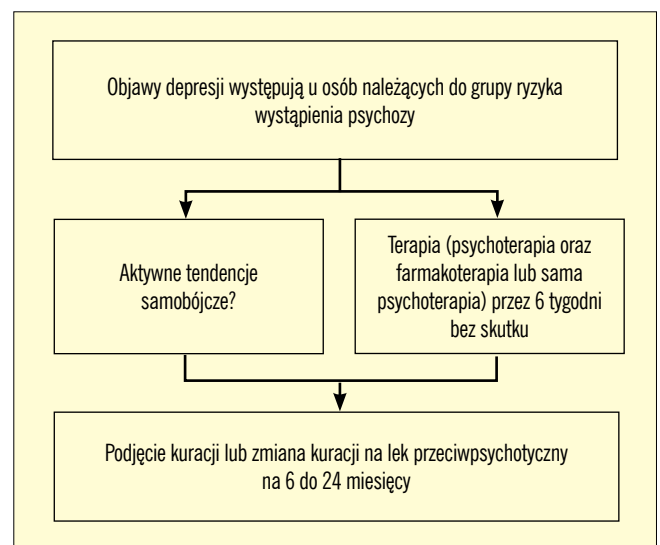 Objawy depresji występują u osób należących do grupy ryzyka
wystąpienia psychozy
Aktywne tendencje
samobójcze?
Terapia (psychoterapia oraz
farmakoterapia lub sama
psychoterapia) przez 6 tygodni
bez skutku
Podjęcie kuracji lub zmiana kuracji na lek przeciwpsychotyczny
na 6 do 24 miesięcy